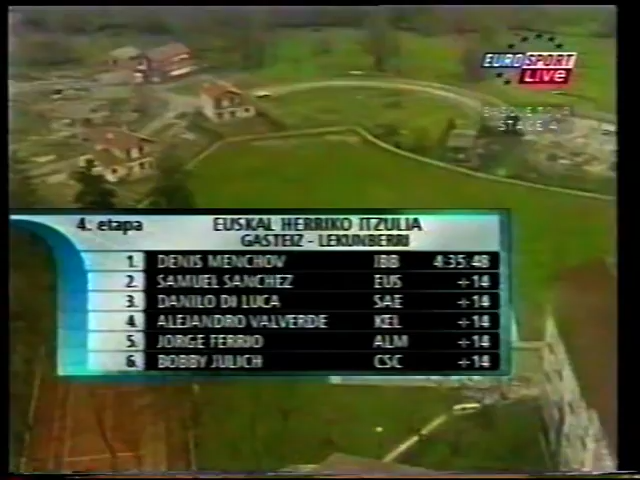 EUROSPORT
LIVE
STAGE 4
4. etapa
EUSKAL HERRIKO ITZULIA
GASTEIZ - LEKUNBERRI
1. DENIS MENCHOV IBB 4:35:48
2. SAMUEL SANCHEZ EUS +14
3. DANILO DI LUCA SAE +14
4. ALEJANDRO VALVERDE KEL +14
5. JORGE FERRIO ALM +14
6. BOBBY JULICH CSC +14